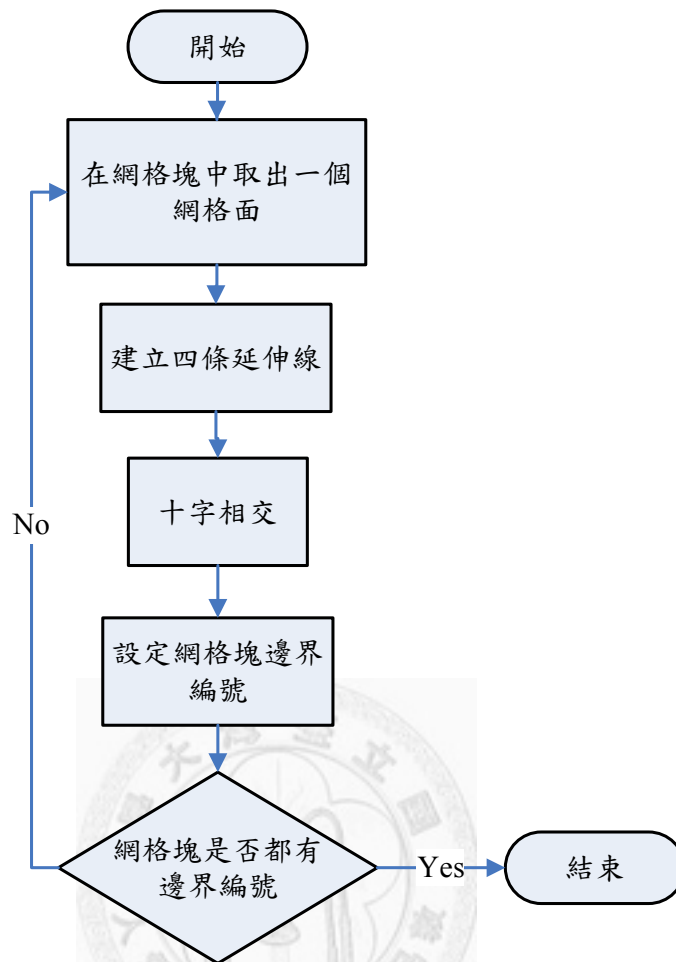 開始
在網格塊中取出一個
網格面
建立四條延伸線
十字相交
No
設定網格塊邊界
編號
網格塊是否都有
邊界編號
Yes
結束